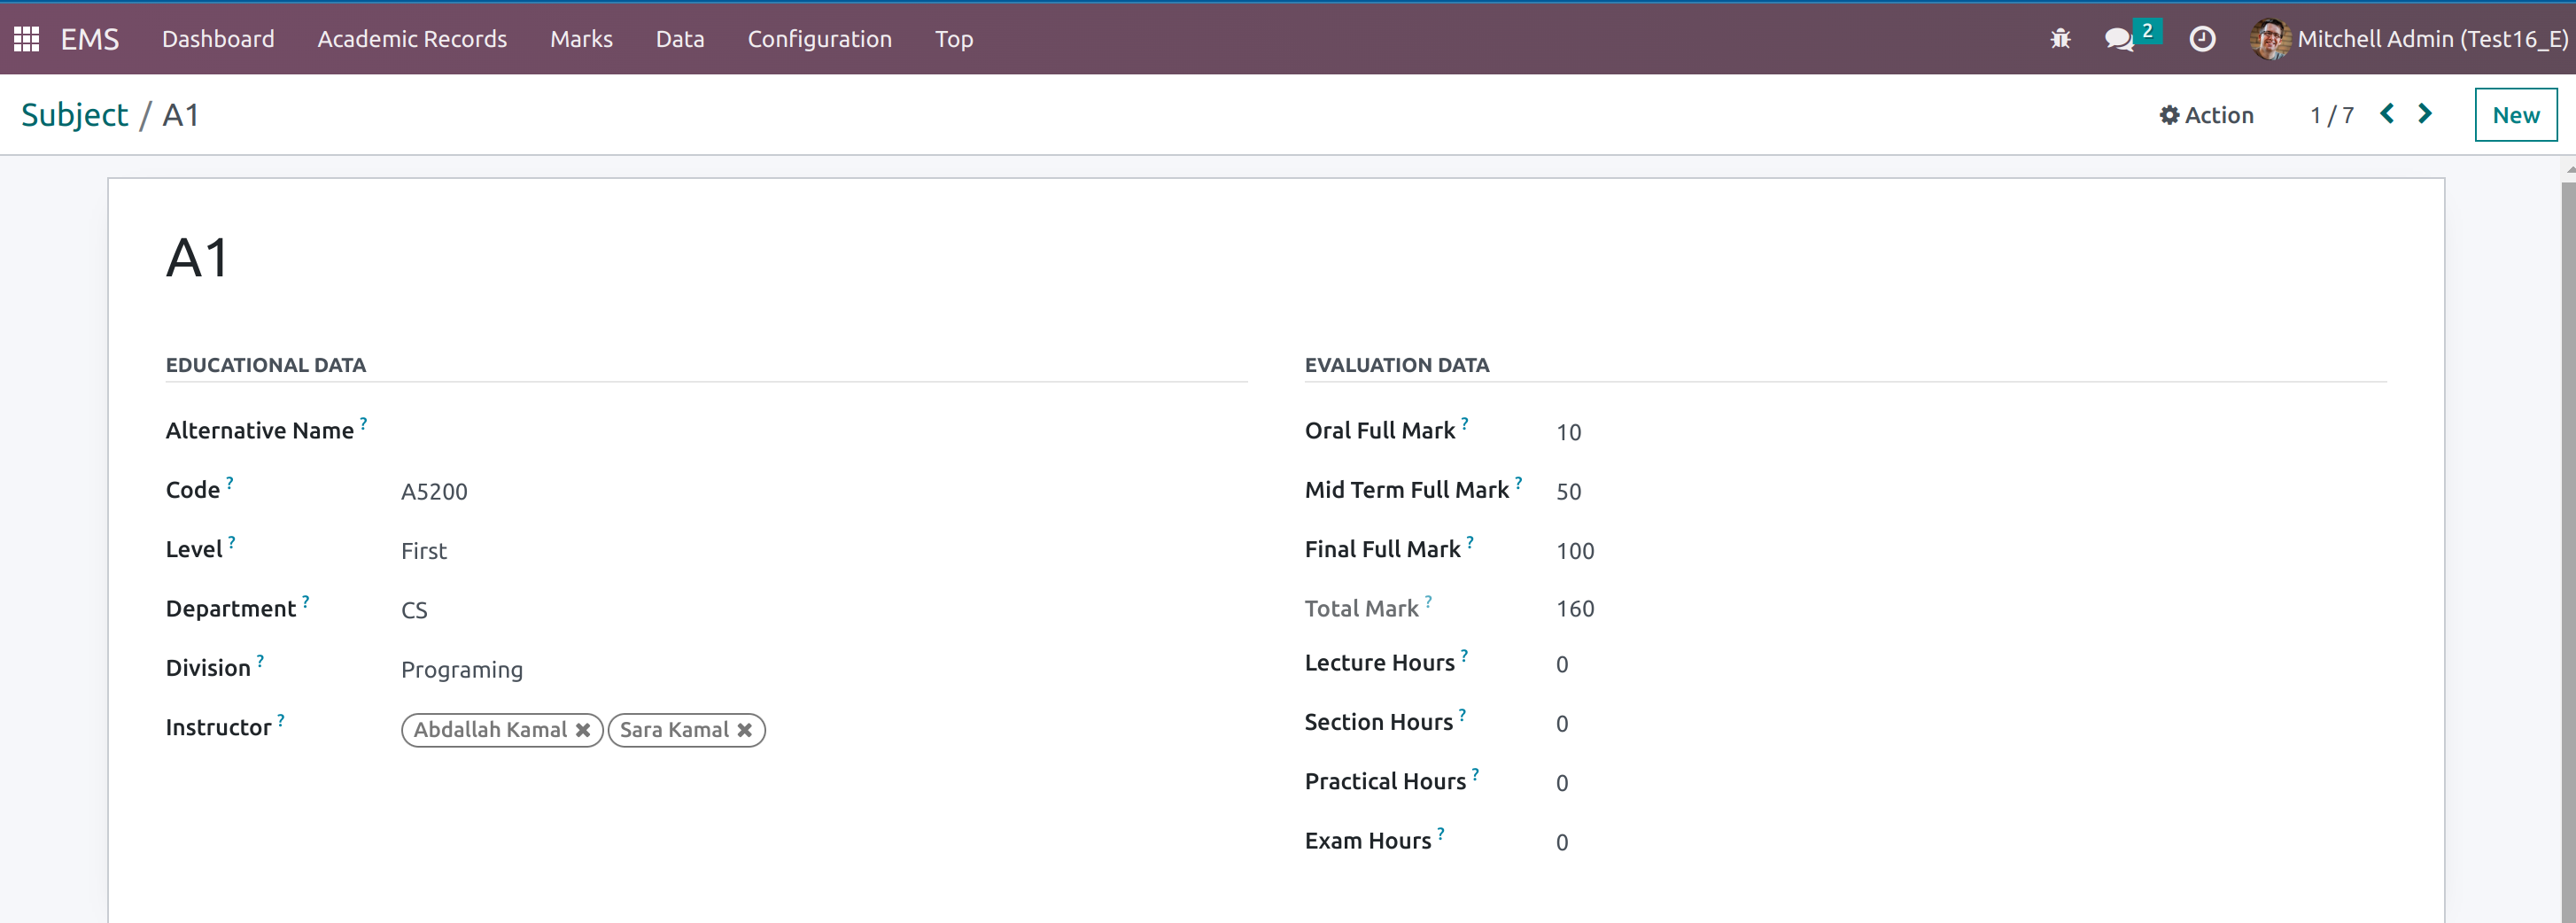 EMS Dashboard Academic Records Marks Data Configuration Top 2 Mitchell Admin (Test16_E)
Subject / A1 Action 1 / 7 New
A1
EDUCATIONAL DATA
Alternative Name ?
Code ? A5200
Level ? First
Department ? CS
Division ? Programing
Instructor ? Abdallah Kamal ✖ Sara Kamal ✖
EVALUATION DATA
Oral Full Mark ? 10
Mid Term Full Mark ? 50
Final Full Mark ? 100
Total Mark ? 160
Lecture Hours ? 0
Section Hours ? 0
Practical Hours ? 0
Exam Hours ? 0